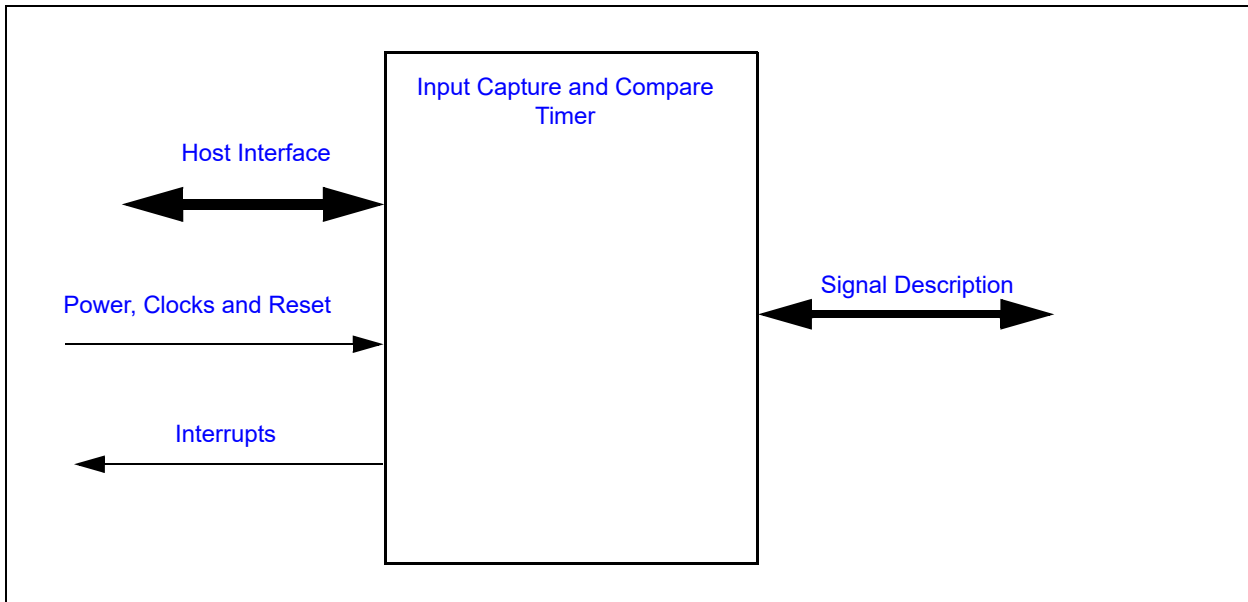 Input Capture and Compare
Timer
Host Interface
Power, Clocks and Reset
Signal Description
Interrupts